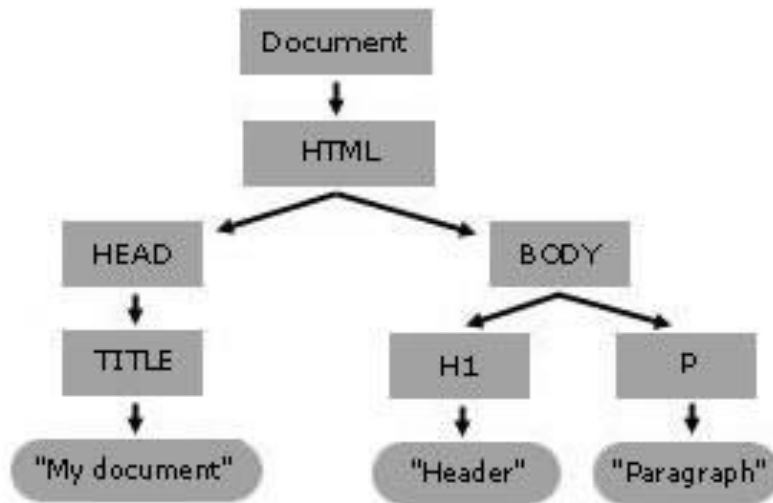 Document
HTML
HEAD
BODY
TITLE
H1
P
"My document"
"Header"
"Paragraph"